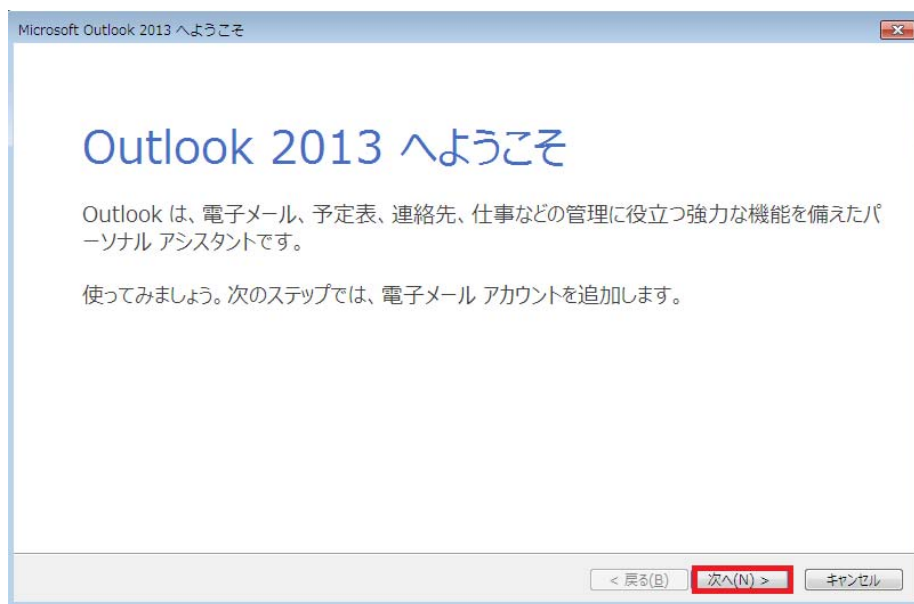 Microsoft Outlook 2013 へようこそ
Outlook 2013 へようこそ
Outlook は、電子メール、予定表、連絡先、仕事などの管理に役立つ強力な機能を備えたパ
ーソナル アシスタントです。
使ってみましょう。次のステップでは、電子メール アカウントを追加します。
< 戻る(B) 次へ(N) > キャンセル